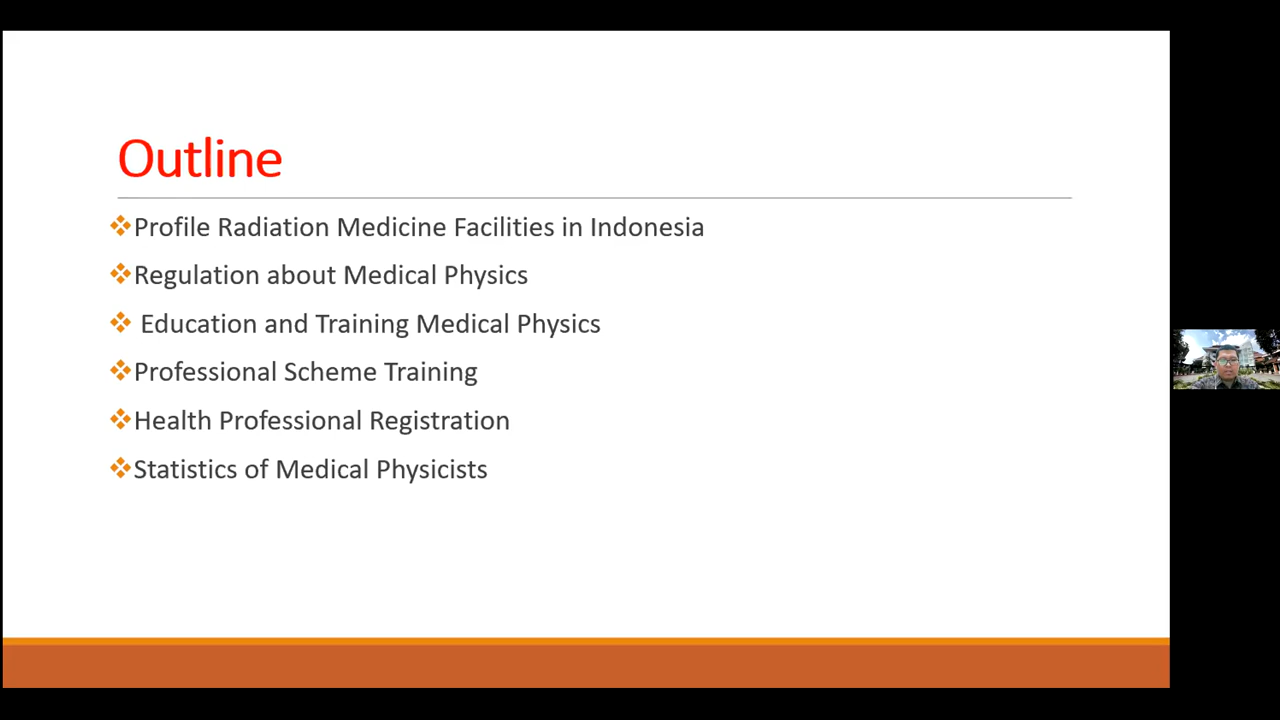 Outline
Profile Radiation Medicine Facilities in Indonesia
Regulation about Medical Physics
Education and Training Medical Physics
Professional Scheme Training
Health Professional Registration
Statistics of Medical Physicists